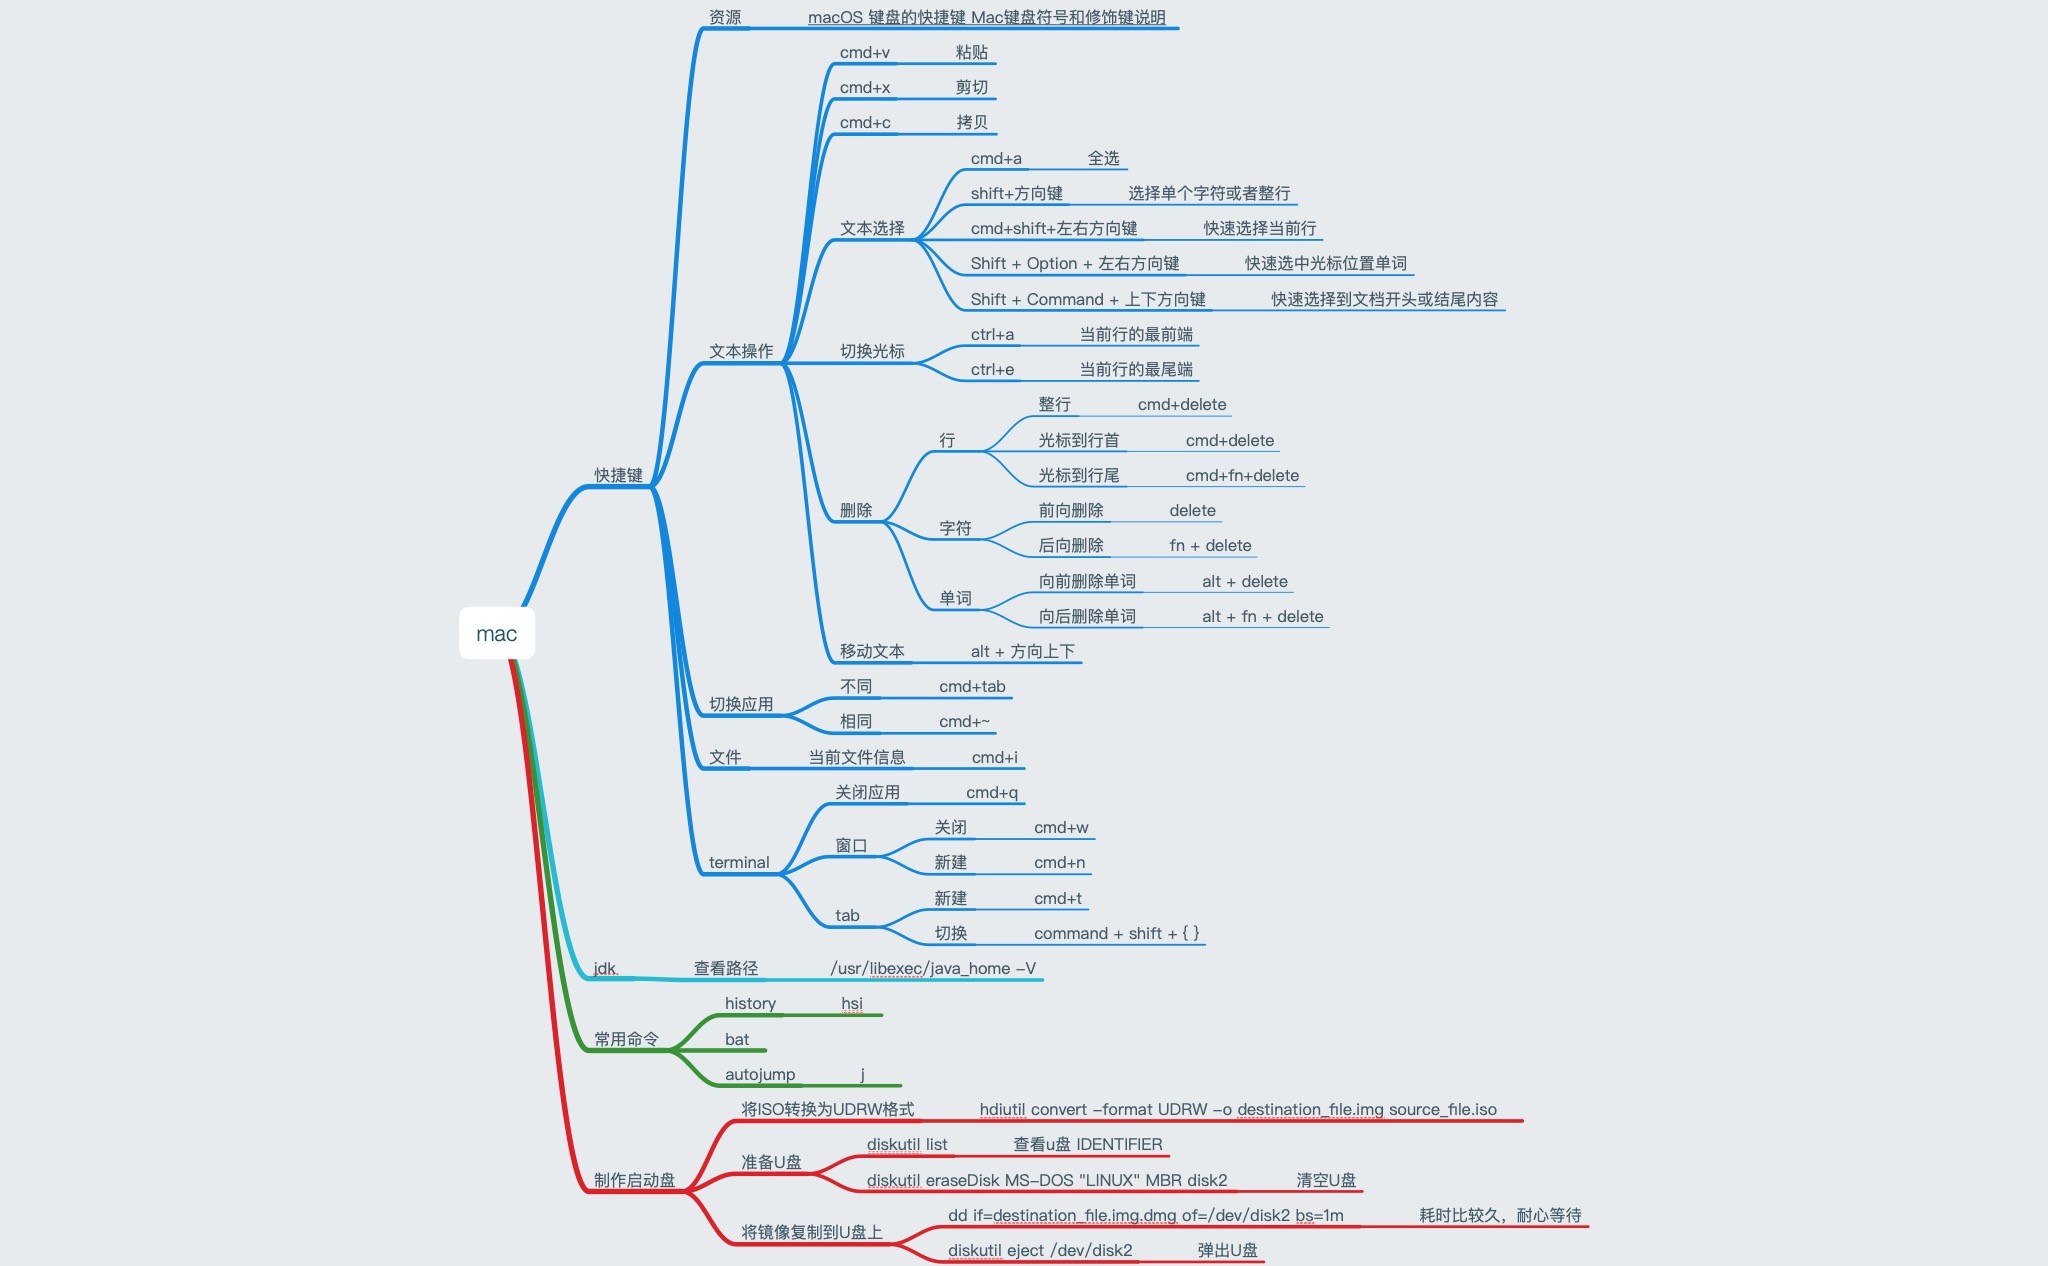 资源 macOS 键盘的快捷键 Mac键盘符号和修饰键说明
cmd+v 粘贴
cmd+x 剪切
cmd+c 拷贝
cmd+a 全选
shift+方向键 选择单个字符或者整行
文本选择 cmd+shift+左右方向键 快速选择当前行
Shift + Option + 左右方向键 快速选中光标位置单词
Shift + Command + 上下方向键 快速选择到文档开头或结尾内容
ctrl+a 当前行的最前端
文本操作 切换光标
ctrl+e 当前行的最尾端
整行 cmd+delete
行 光标到行首 cmd+delete
快捷键 光标到行尾 cmd+fn+delete
删除 前向删除 delete
字符
后向删除 fn + delete
向前删除单词 alt + delete
单词
向后删除单词 alt + fn + delete
mac
移动文本 alt + 方向上下
不同 cmd+tab
切换应用
相同 cmd+~
文件 当前文件信息 cmd+i
关闭应用 cmd+q
关闭 cmd+w
窗口
terminal 新建 cmd+n
新建 cmd+t
tab
切换 command + shift + { }
jdk 查看路径 /usr/libexec/java_home -V
history hsi
常用命令 bat
autojump j
将ISO转换为UDRW格式 hdiutil convert -format UDRW -o destination_file.img source_file.iso
diskutil list 查看u盘 IDENTIFIER
准备U盘
制作启动盘 diskutil eraseDisk MS-DOS "LINUX" MBR disk2 清空U盘
dd if=destination_file.img.dmg of=/dev/disk2 bs=1m 耗时比较久，耐心等待
将镜像复制到U盘上
diskutil eject /dev/disk2 弹出U盘